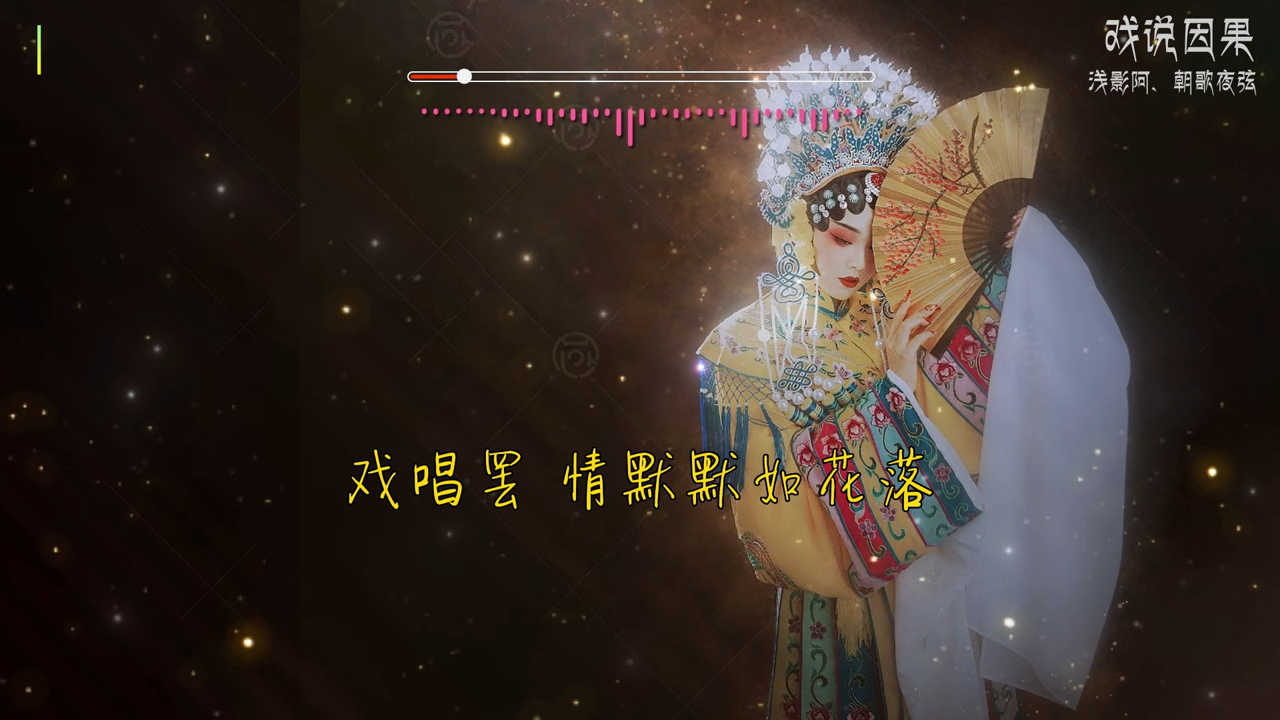 戏说因果
浅影阿、朝歌夜弦
戏唱罢 情默默如花落